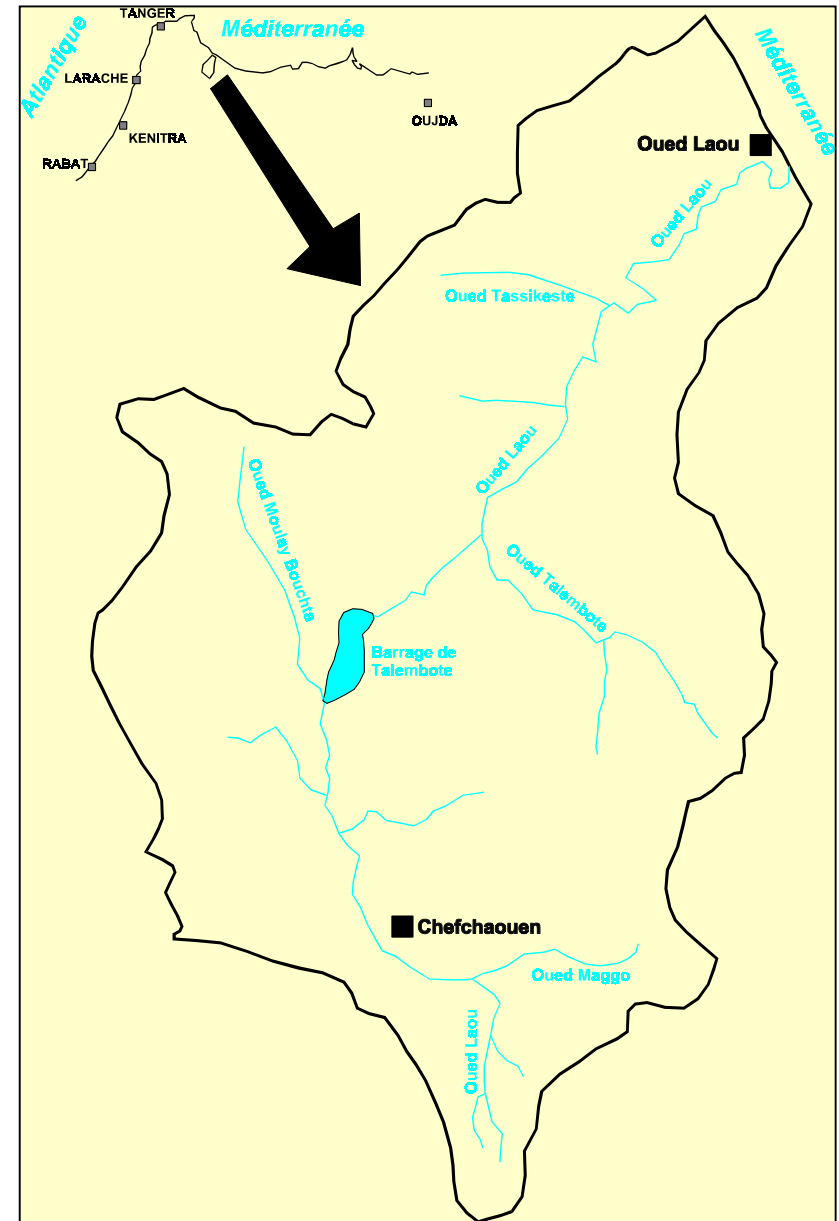 TANGER
Méditerranée
Atlantique
LARACHE
KENITRA
RABAT
OUJDA
Méditerranée
Oued Laou
Oued Laou
Oued Tassikeste
Oued Laou
Oued Moulay Bouchta
Oued Talembote
Barrage de
Talembote
Chefchaouen
Oued Maggo
Oued Laou